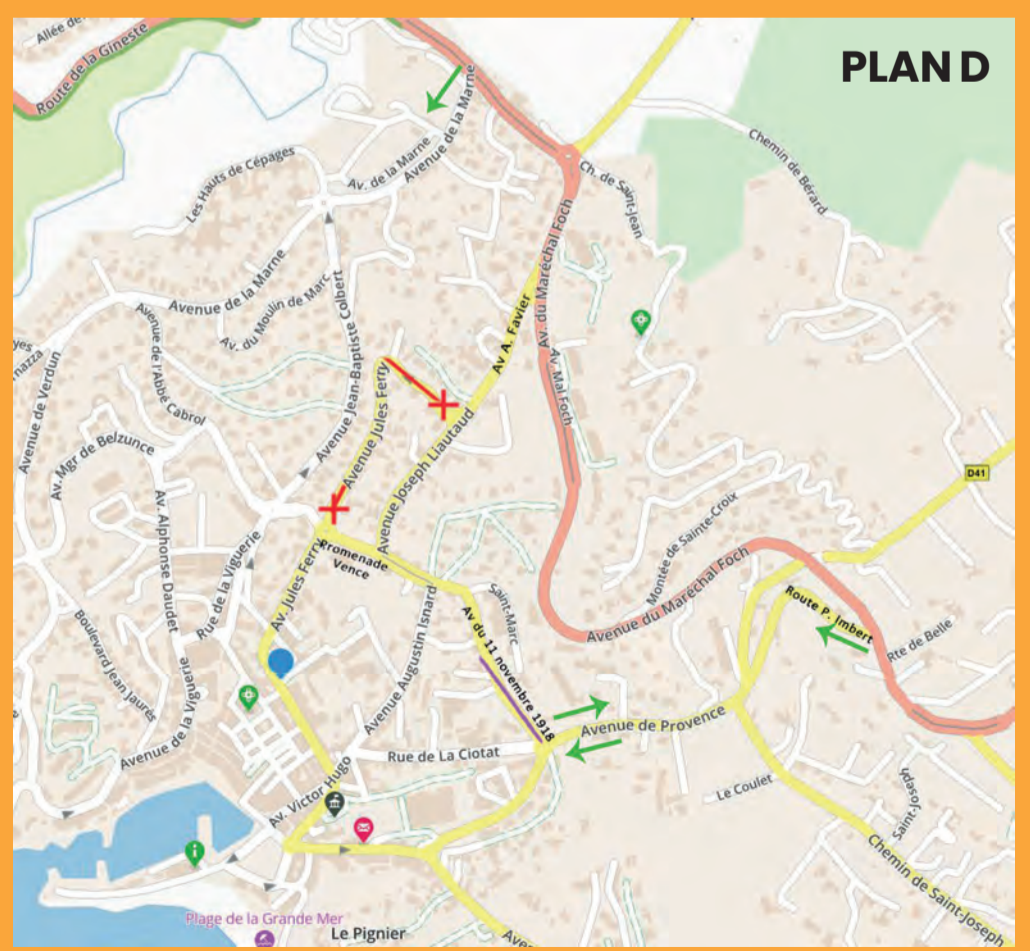 PLAN D
Allée de
Route de la Gineste
Avenue de la Marne
Av. de la Marne
Les Hauts de Cépages
Ch. de Saint-Jean
Chemin de Bérard
Avenue de la Marne
Av. du Moulin de Marc
Avenue Jean-Baptiste Colbert
Av. du Maréchal Foch
Av A. Favier
Av. Mal Foch
Avenue de l'Abbé Cabrol
Avenue de Verdun
Av. Mgr de Belzunce
Avenue Jules Ferry
Avenue Joseph Liautaud
D41
Av. Alphonse Daudet
Rue de la Viguerie
Av. Jules Ferry
Promenade
Vence
Montée de Sainte-Croix
Avenue du Maréchal Foch
Route P. Imbert
Rte de Belle
Saint-Marc
Av du 11 novembre 1918
Avenue Augustin Isnard
Boulevard Jean Jaurés
Avenue de la Viguerie
Avenue de Provence
Rue de La Ciotat
Av. Victor Hugo
Le Coulet
Saint-Joseph
Chemin de Saint-Joseph
Plage de la Grande Mer
Le Pignier
Ave